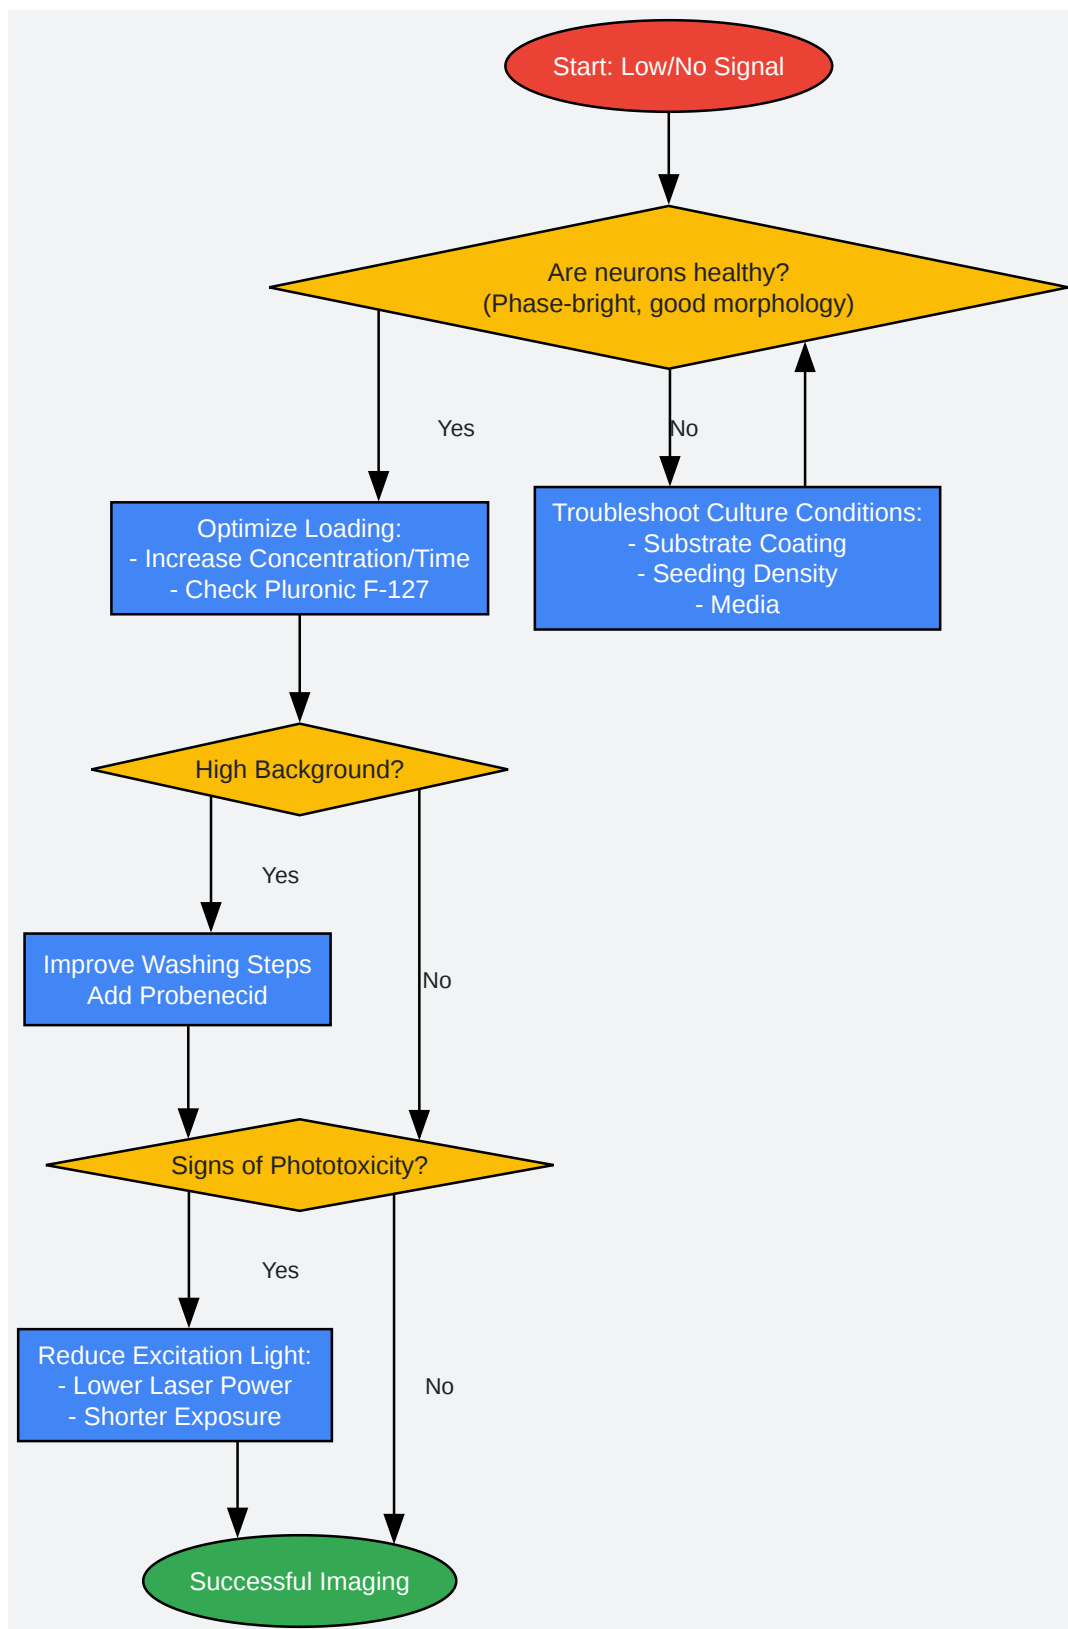 Start: Low/No Signal
Are neurons healthy?
(Phase-bright, good morphology)
Yes
No
Optimize Loading:
- Increase Concentration/Time
- Check Pluronic F-127
Troubleshoot Culture Conditions:
- Substrate Coating
- Seeding Density
- Media
High Background?
Yes
Improve Washing Steps
Add Probenecid
No
Signs of Phototoxicity?
Yes
Reduce Excitation Light:
- Lower Laser Power
- Shorter Exposure
No
Successful Imaging